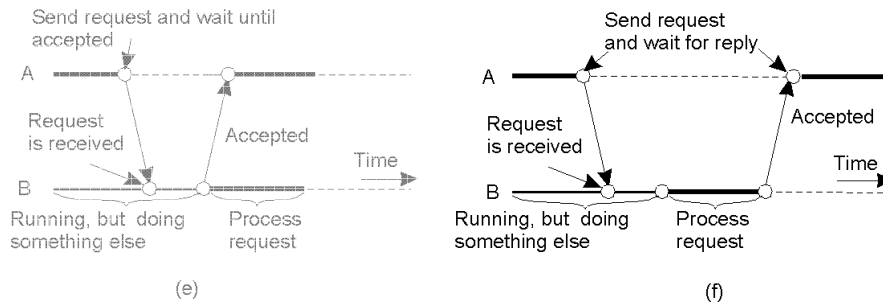 Send request and wait until
accepted
A
Request
is received
Accepted
Time
B
Running, but doing
something else
Process
request
(e)
Send request
and wait for reply
A
Request
is received
Accepted
Time
B
Running, but doing
something else
Process
request
(f)